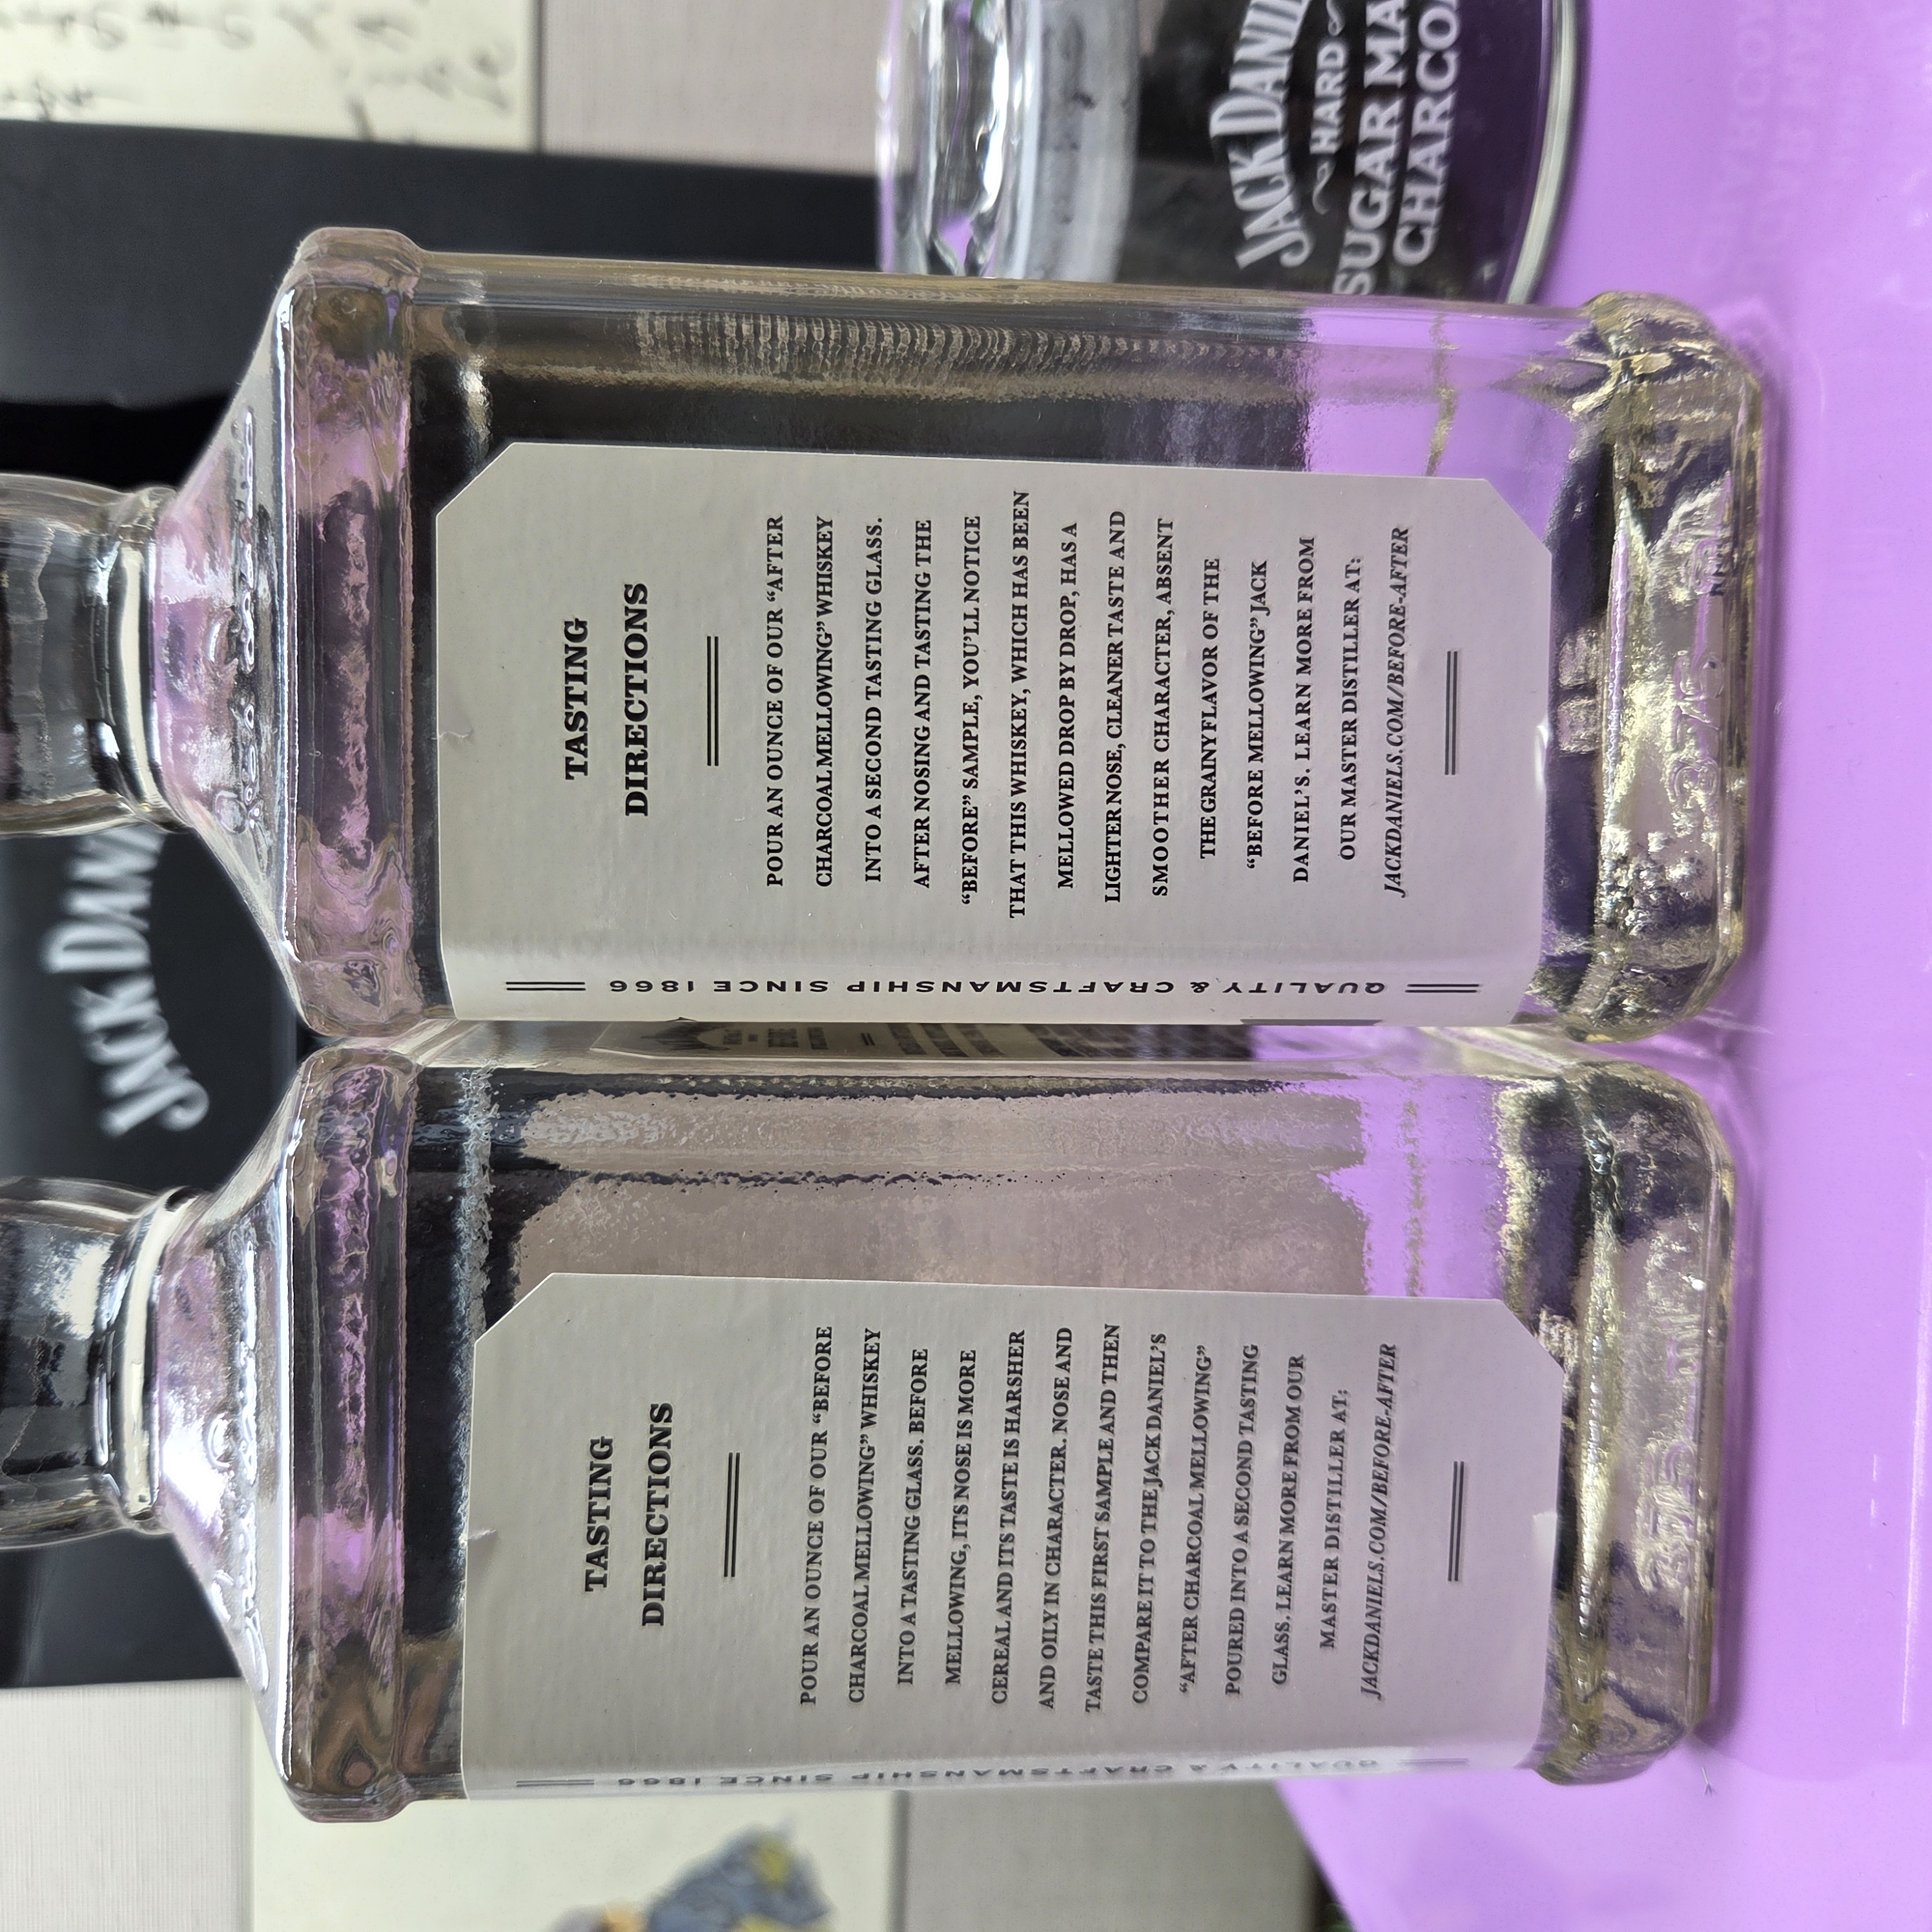 JACK DANIEL
TASTING
DIRECTIONS
POUR AN OUNCE OF OUR “BEFORE
CHARCOAL MELLOWING” WHISKEY
INTO A TASTING GLASS. BEFORE
MELLOWING, ITS NOSE IS MORE
CEREAL AND ITS TASTE IS HARSHER
AND OILY IN CHARACTER. NOSE AND
TASTE THIS FIRST SAMPLE AND THEN
COMPARE IT TO THE JACK DANIEL’S
“AFTER CHARCOAL MELLOWING”
POURED INTO A SECOND TASTING
GLASS. LEARN MORE FROM OUR
MASTER DISTILLER AT:
JACKDANIELS.COM/BEFORE-AFTER
QUALITY & CRAFTSMANSHIP SINCE 1866
375 ML
TASTING
DIRECTIONS
POUR AN OUNCE OF OUR “AFTER
CHARCOAL MELLOWING” WHISKEY
INTO A SECOND TASTING GLASS.
AFTER NOSING AND TASTING THE
“BEFORE” SAMPLE, YOU’LL NOTICE
THAT THIS WHISKEY, WHICH HAS BEEN
MELLOWED DROP BY DROP, HAS A
LIGHTER NOSE, CLEANER TASTE AND
SMOOTHER CHARACTER, ABSENT
THE GRAINY FLAVOR OF THE
“BEFORE MELLOWING” JACK
DANIEL’S. LEARN MORE FROM
OUR MASTER DISTILLER AT:
JACKDANIELS.COM/BEFORE-AFTER
QUALITY & CRAFTSMANSHIP SINCE 1866
375 ML
JACK DANIEL
HARD
SUGAR MA
CHARCOA